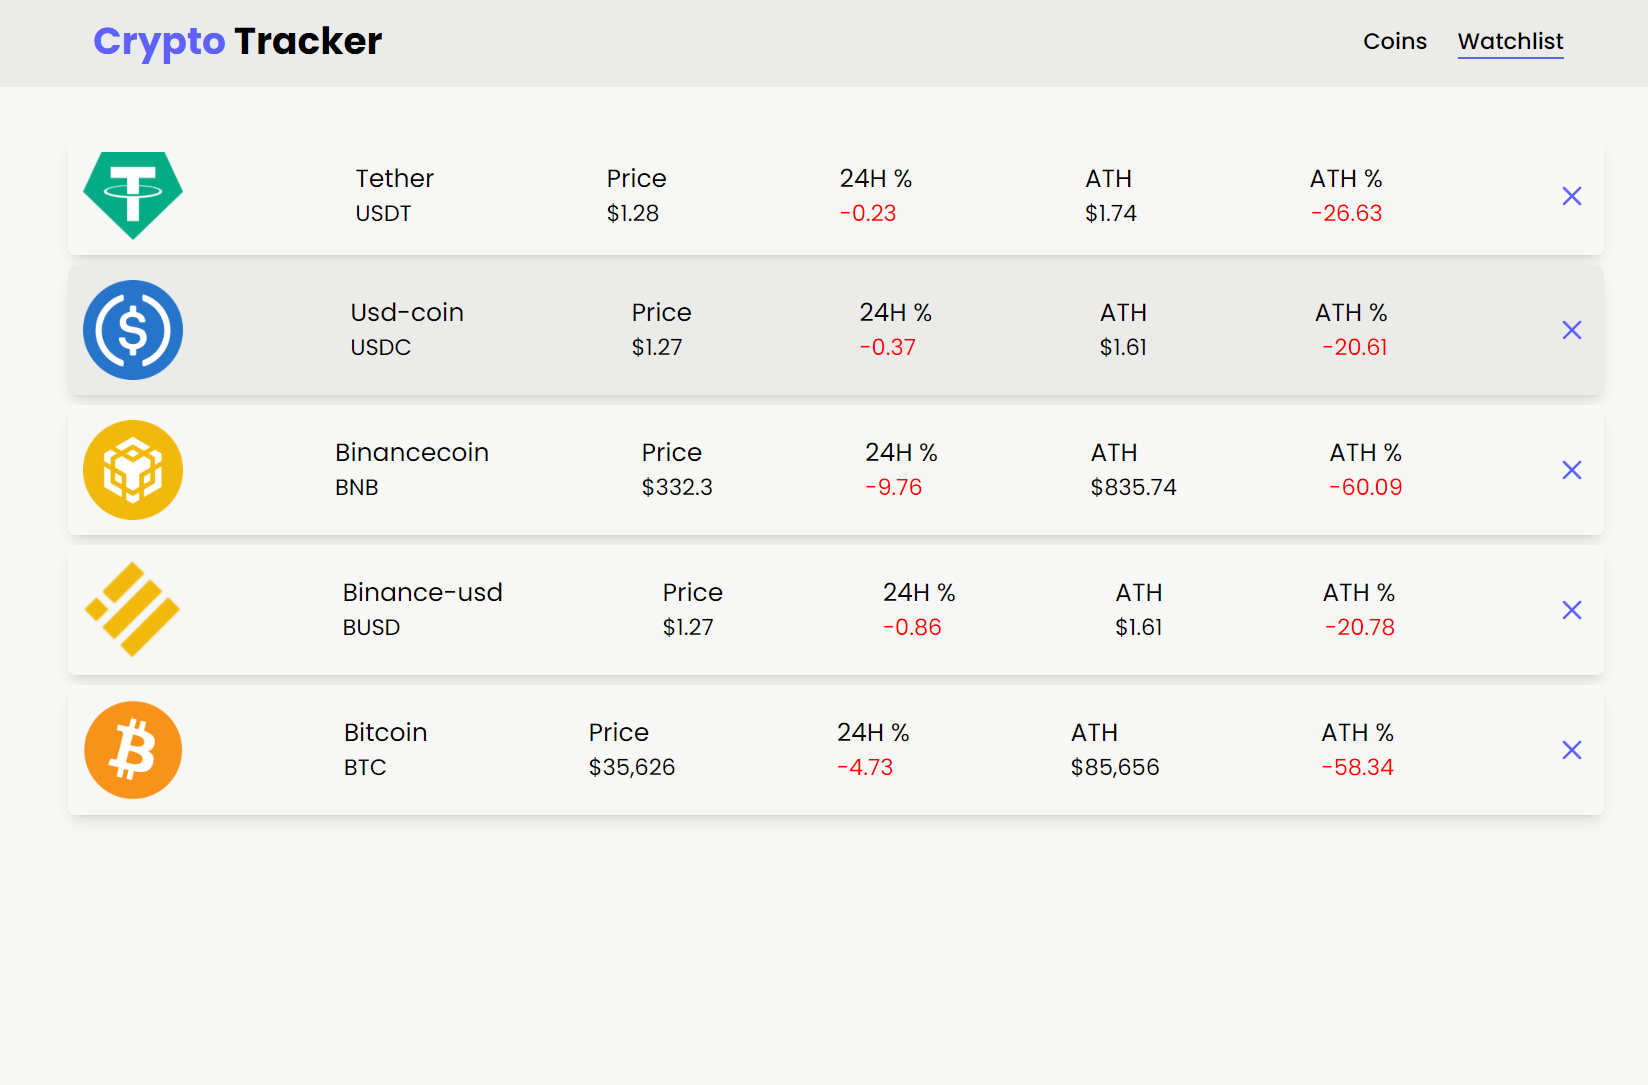 Crypto Tracker Coins Watchlist
Tether Price 24H % ATH ATH %
USDT $1.28 -0.23 $1.74 -26.63
Usd-coin Price 24H % ATH ATH %
USDC $1.27 -0.37 $1.61 -20.61
Binancecoin Price 24H % ATH ATH %
BNB $332.3 -9.76 $835.74 -60.09
Binance-usd Price 24H % ATH ATH %
BUSD $1.27 -0.86 $1.61 -20.78
Bitcoin Price 24H % ATH ATH %
BTC $35,626 -4.73 $85,656 -58.34